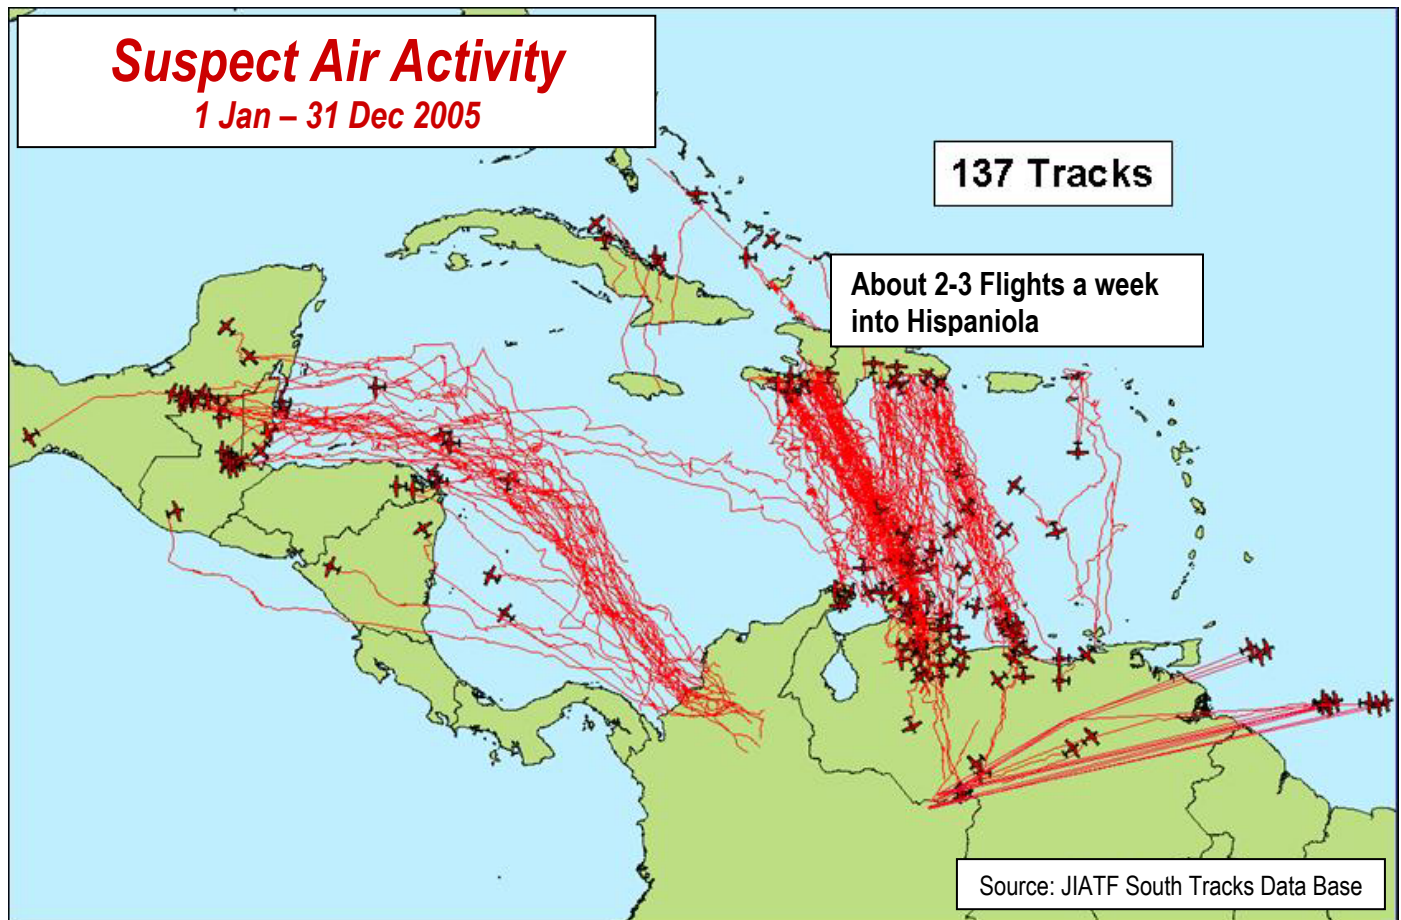 Suspect Air Activity
1 Jan – 31 Dec 2005
137 Tracks
About 2-3 Flights a week
into Hispaniola
Source: JIATF South Tracks Data Base